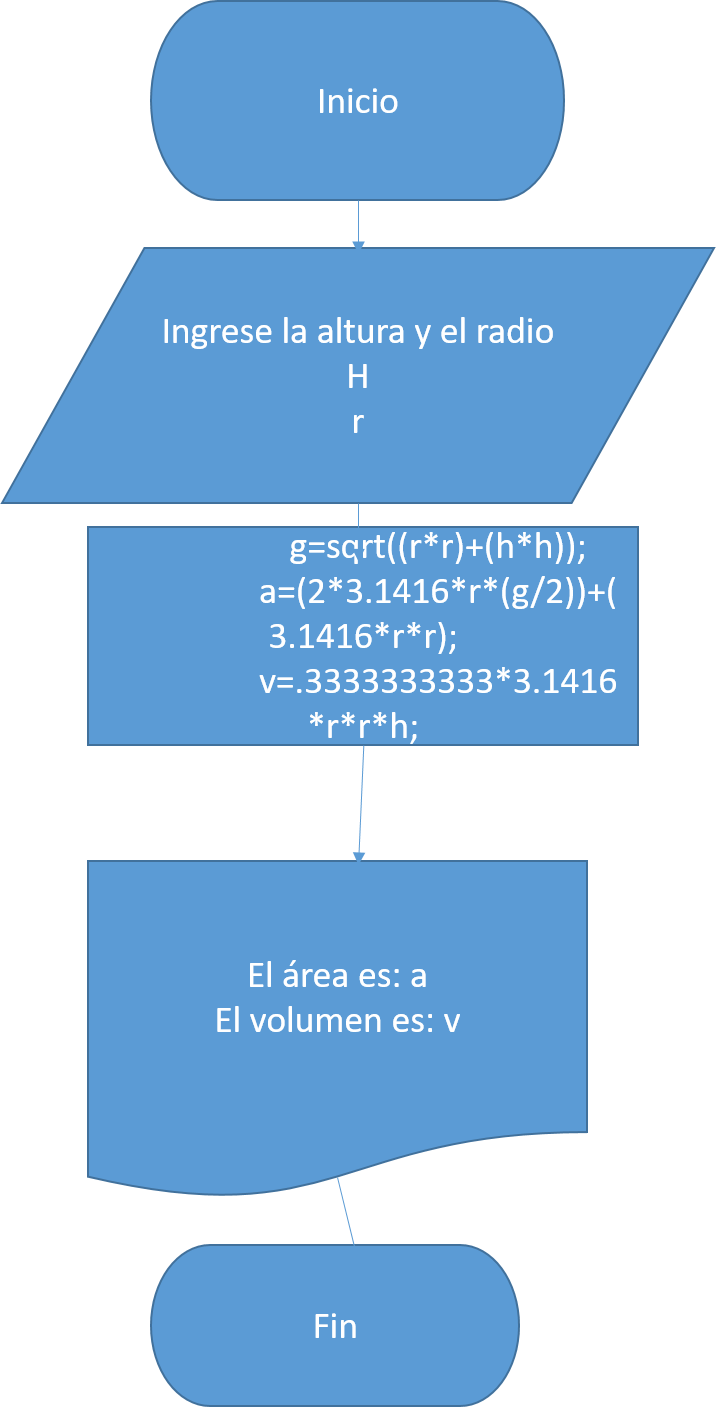 Inicio
Ingrese la altura y el radio
H
r
g=sqrt((r*r)+(h*h));
a=(2*3.1416*r*(g/2))+(
3.1416*r*r);
v=.3333333333*3.1416
*r*r*h;
El área es: a
El volumen es: v
Fin